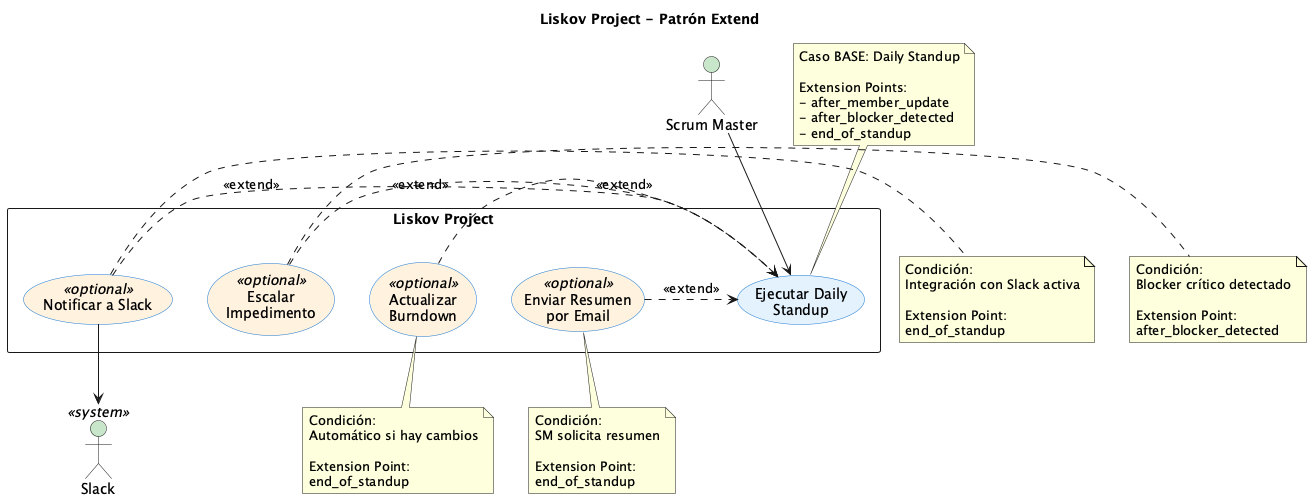 Liskov Project - Patrón Extend
Scrum Master
Caso BASE: Daily Standup
Extension Points:
- after_member_update
- after_blocker_detected
- end_of_standup
«extend»
«extend»
«extend»
Liskov Project
«optional»
Notificar a Slack
«optional»
Escalar
Impedimento
«optional»
Actualizar
Burndown
«optional»
Enviar Resumen
por Email
«extend»
Ejecutar Daily
Standup
Condición:
Integración con Slack activa
Extension Point:
end_of_standup
Condición:
Blocker crítico detectado
Extension Point:
after_blocker_detected
«system»
Slack
Condición:
Automático si hay cambios
Extension Point:
end_of_standup
Condición:
SM solicita resumen
Extension Point:
end_of_standup